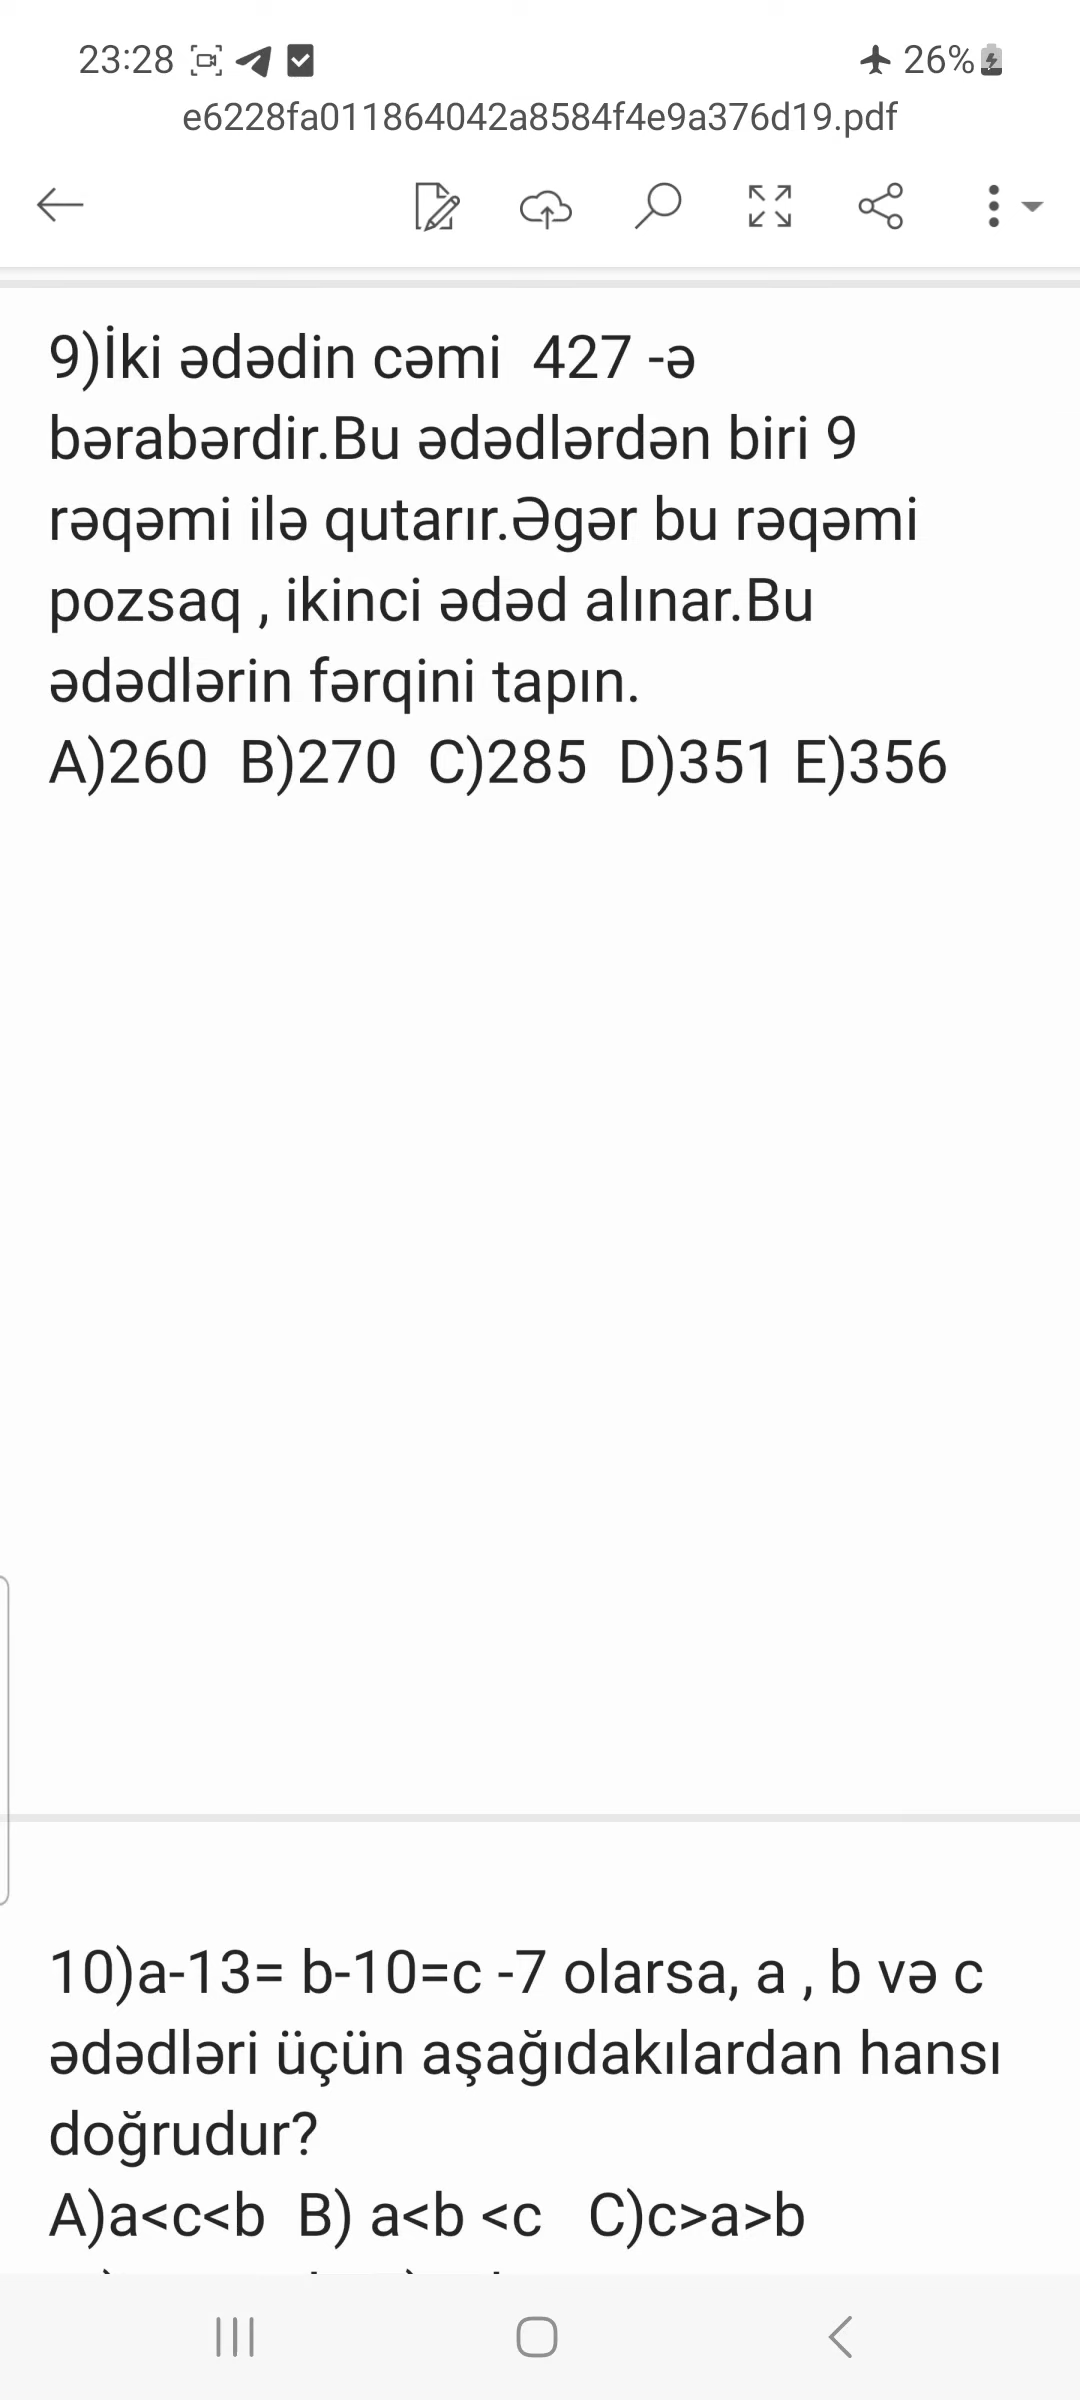 23:28
26%
e6228fa011864042a8584f4e9a376d19.pdf
9)İki ədədin cəmi  427 -ə
bərabərdir.Bu ədədlərdən biri 9
rəqəmi ilə qutarır.Əgər bu rəqəmi
pozsaq , ikinci ədəd alınar.Bu
ədədlərin fərqini tapın.
A)260  B)270  C)285  D)351 E)356
10)a-13= b-10=c -7 olarsa, a , b və c
ədədləri üçün aşağıdakılardan hansı
doğrudur?
A)a<c<b  B) a<b <c   C)c>a>b